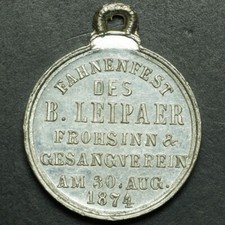 FAHNENFEST
DES
B. LEIPAER
FROHSINN &
GESANGVEREIN
AM 30. AUG.
1874